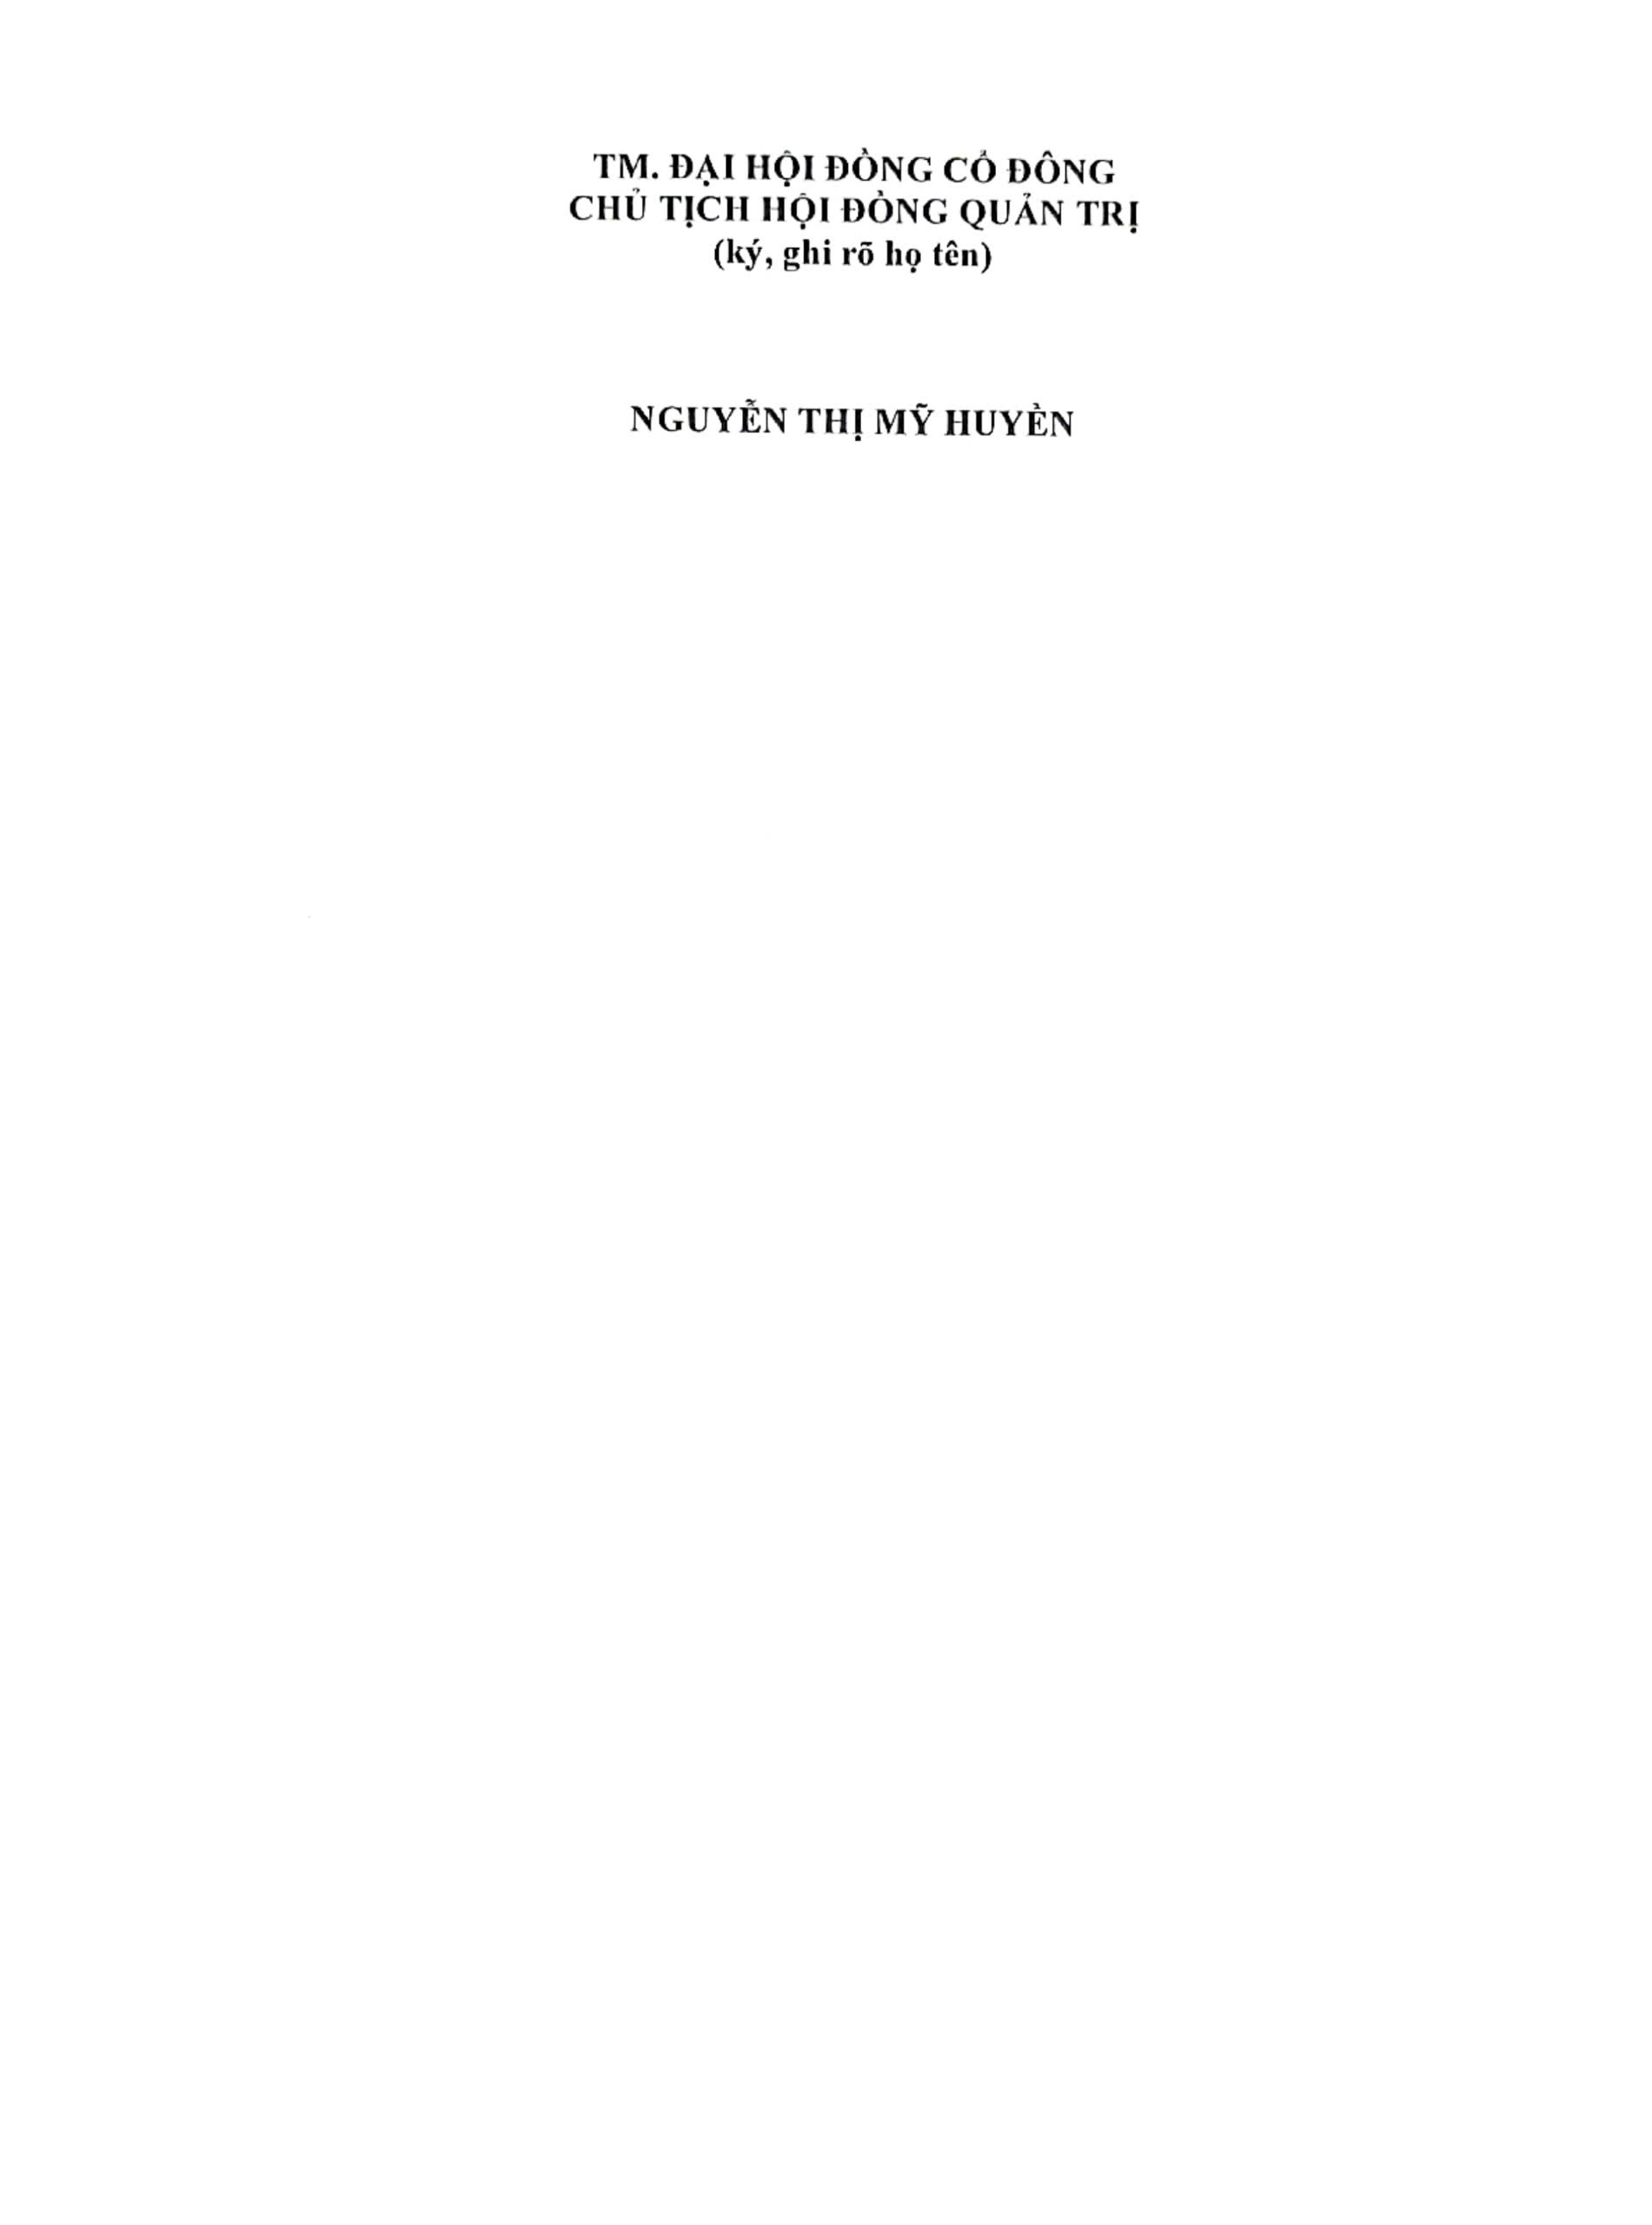 TM. ĐẠI HỘI ĐỒNG CỔ ĐÔNG
CHỦ TỊCH HỘI ĐỒNG QUẢN TRỊ
(ký, ghi rõ họ tên)
NGUYỄN THỊ MỸ HUYỀN